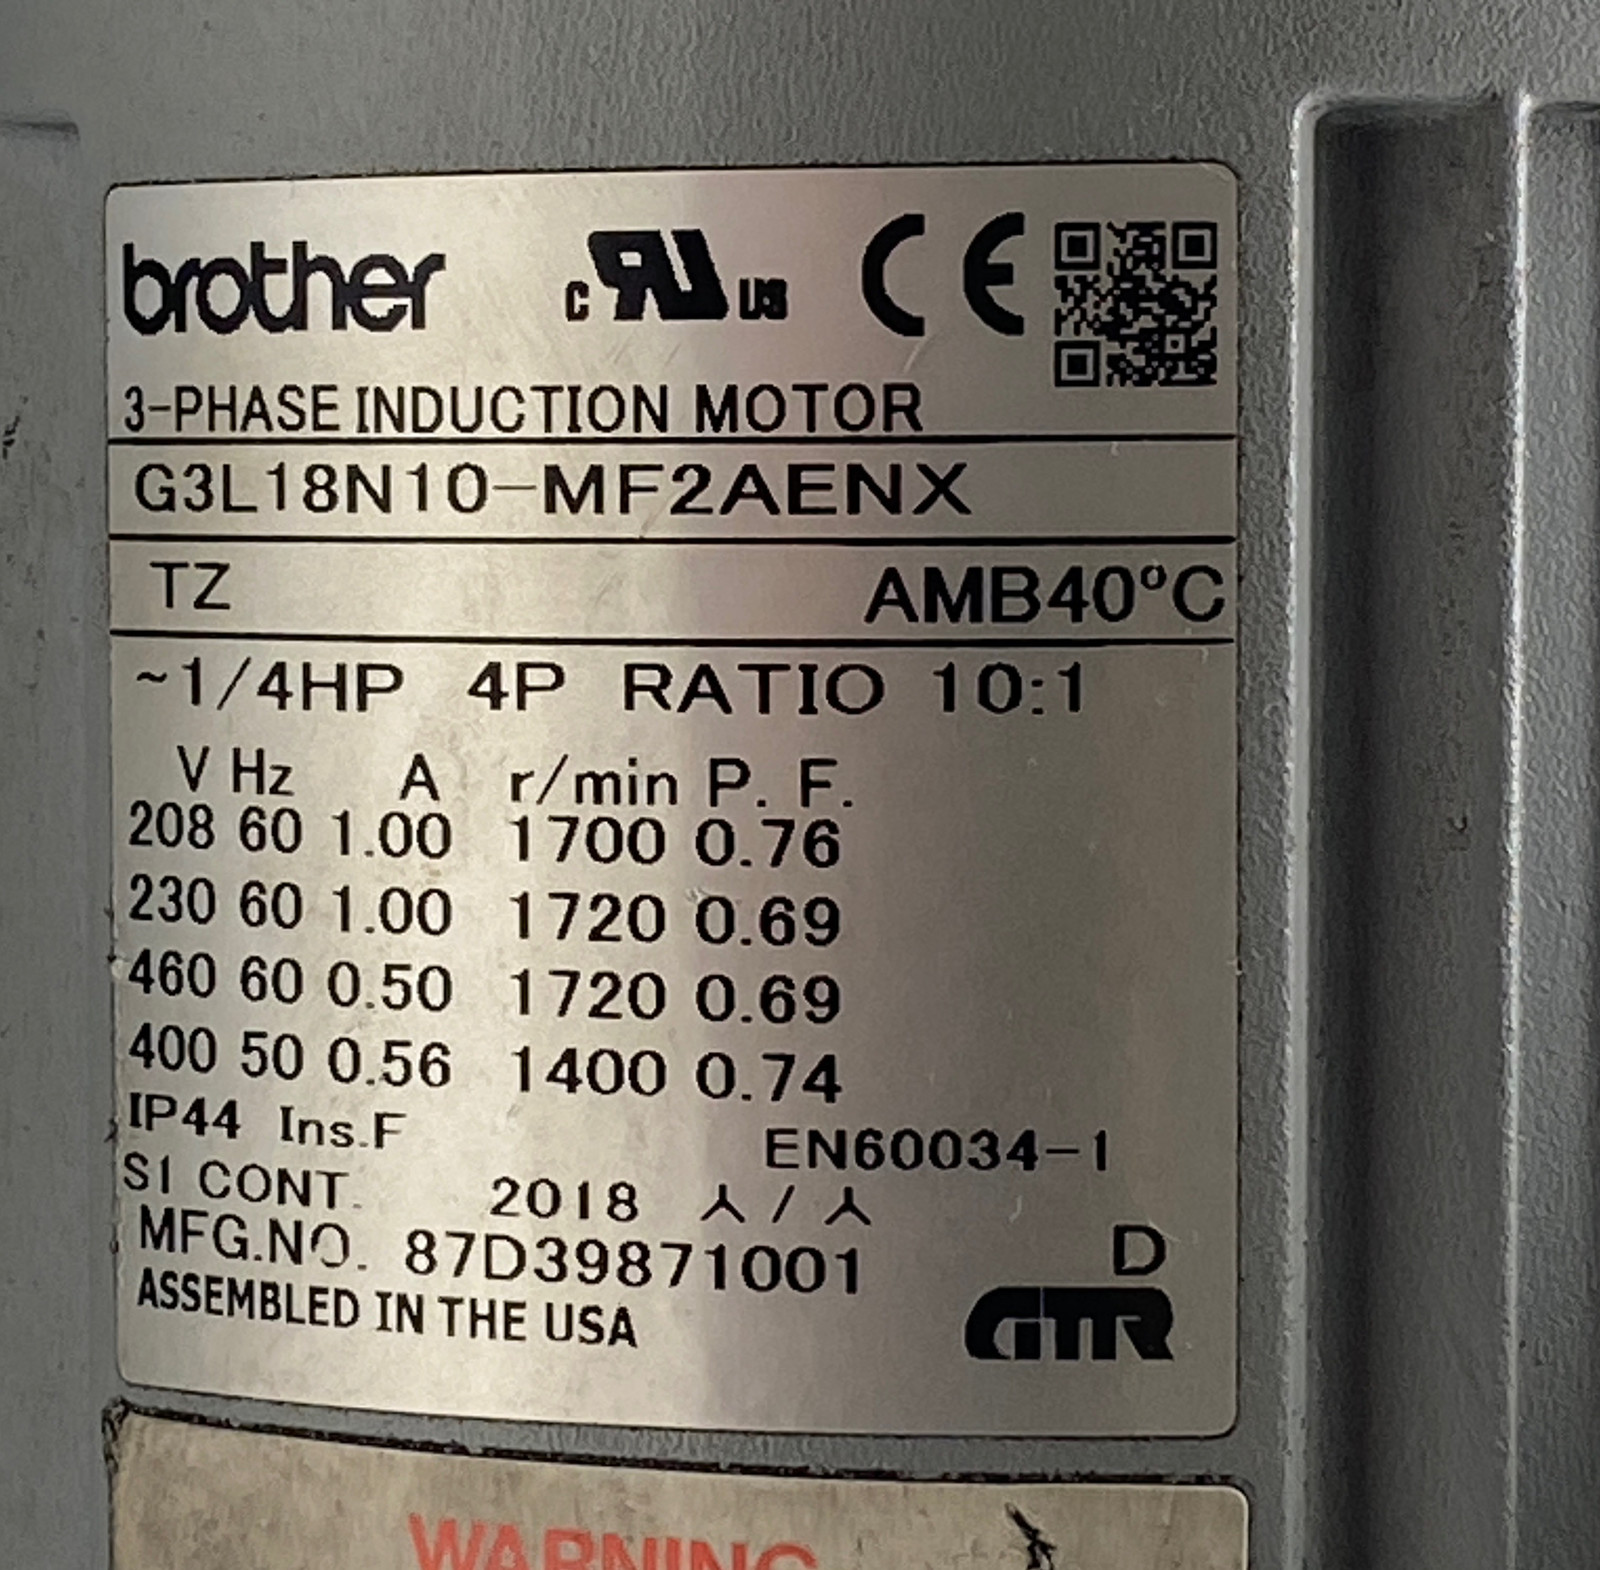 brother c RU US CE
3-PHASE INDUCTION MOTOR
G3L18N10-MF2AENX
TZ AMB40°C
~1/4HP 4P RATIO 10:1
V Hz A r/min P. F.
208 60 1.00 1700 0.76
230 60 1.00 1720 0.69
460 60 0.50 1720 0.69
400 50 0.56 1400 0.74
IP44 Ins.F EN60034-1
S1 CONT. 2018 人/人
MFG.NO. 87D39871001 D
ASSEMBLED IN THE USA GTR
WARNING